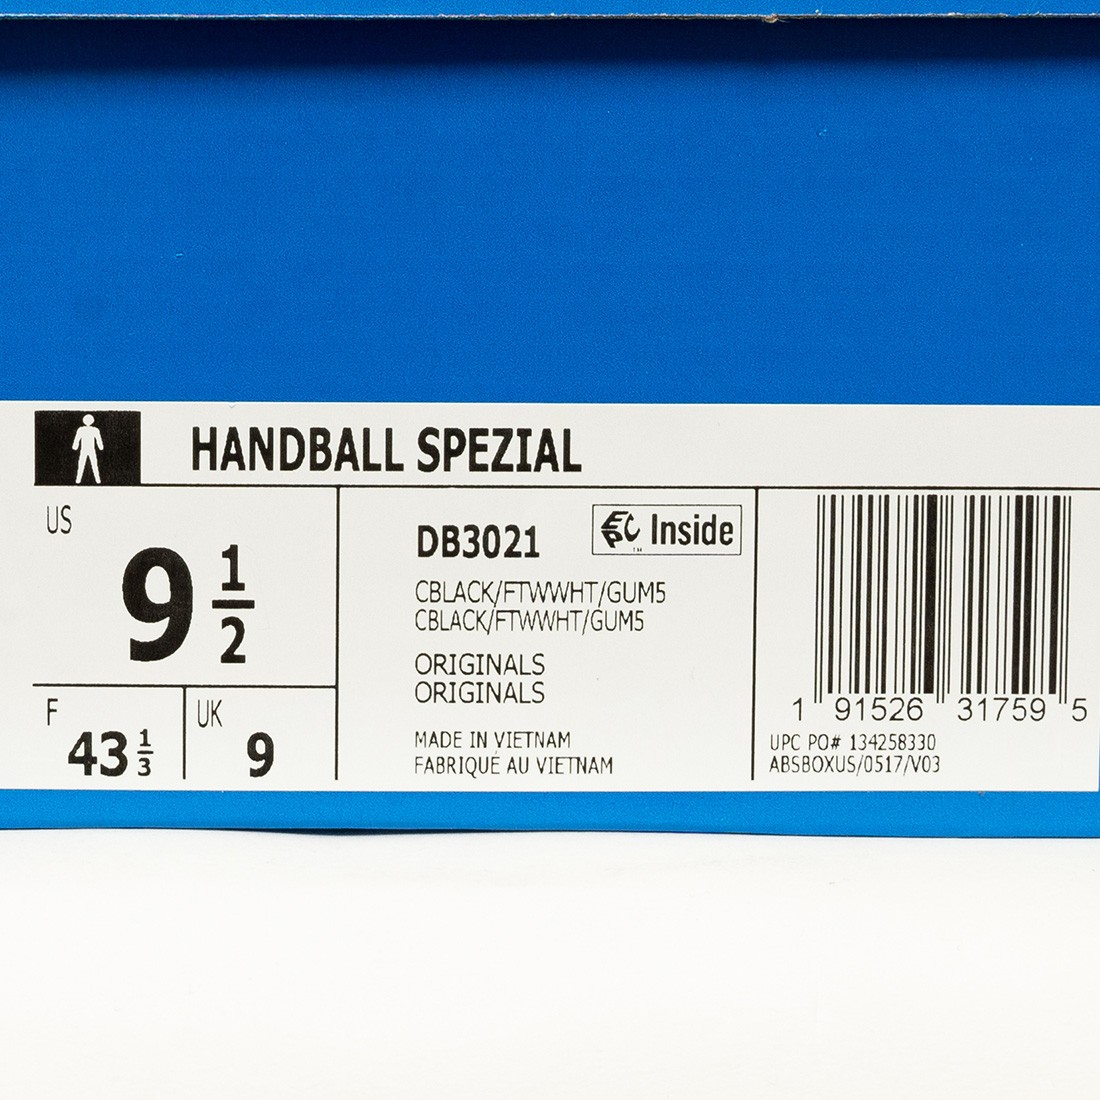 HANDBALL SPEZIAL
US
9 1/2
F
43 1/3
UK
9
DB3021
EPC™ Inside
CBLACK/FTWWHT/GUM5
CBLACK/FTWWHT/GUM5
ORIGINALS
ORIGINALS
MADE IN VIETNAM
FABRIQUÉ AU VIETNAM
1 91526 31759 5
UPC PO# 134258330
ABSBOXUS/0517/V03